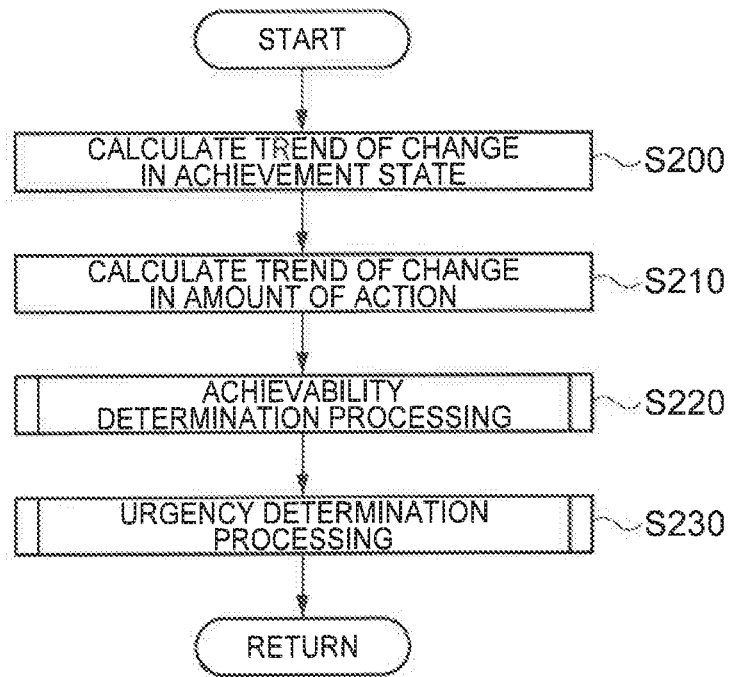 START
CALCULATE TREND OF CHANGE
IN ACHIEVEMENT STATE
S200
CALCULATE TREND OF CHANGE
IN AMOUNT OF ACTION
S210
ACHIEVABILITY
DETERMINATION PROCESSING
S220
URGENCY DETERMINATION
PROCESSING
S230
RETURN